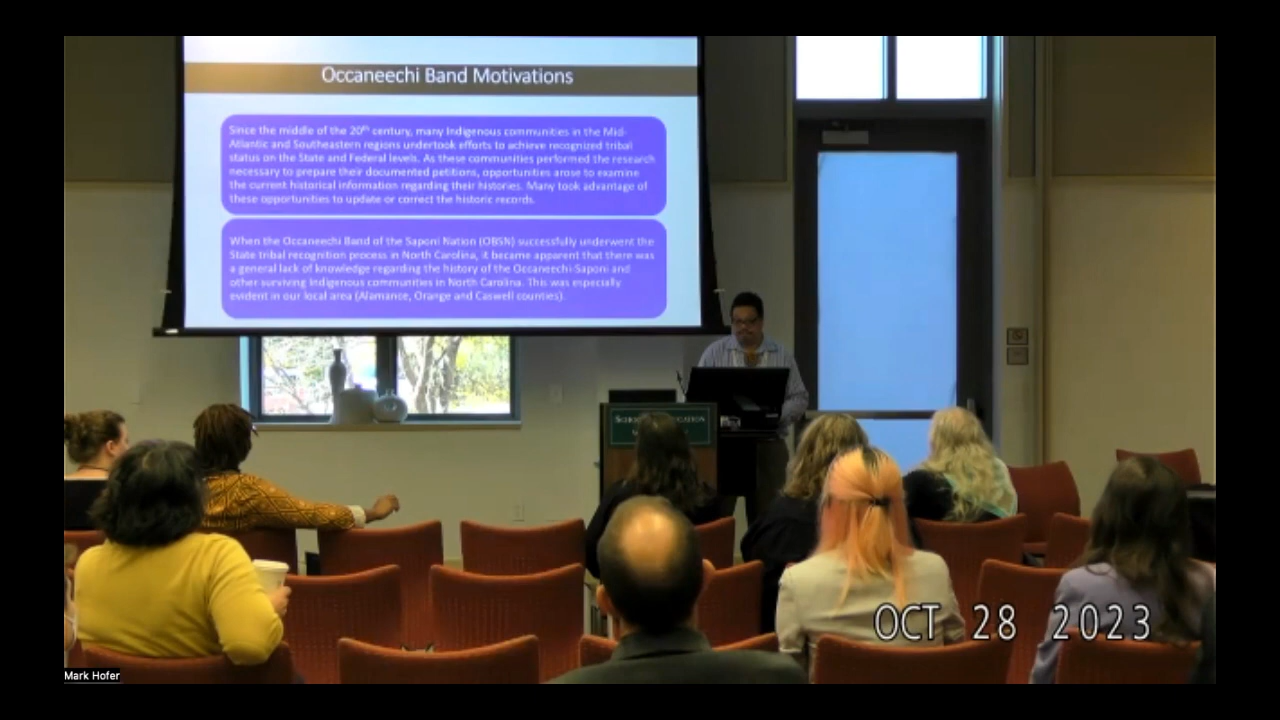 Occaneechi Band Motivations
Since the middle of the 20th century, many Indigenous communities in the Mid-
Atlantic and Southeastern regions undertook efforts to achieve recognized tribal
status on the State and Federal levels. As these communities performed the research
necessary to prepare their documented petitions, opportunities arose to examine
the current historical information regarding their histories. Many took advantage of
these opportunities to update or correct the historic records.
When the Occaneechi Band of the Saponi Nation (OBSN) successfully underwent the
State tribal recognition process in North Carolina, it became apparent that there was
a general lack of knowledge regarding the history of the Occaneechi-Saponi and
other surviving Indigenous communities in North Carolina. This was especially
evident in our local area (Alamance, Orange and Caswell counties).
OCT 28 2023
Mark Hofer